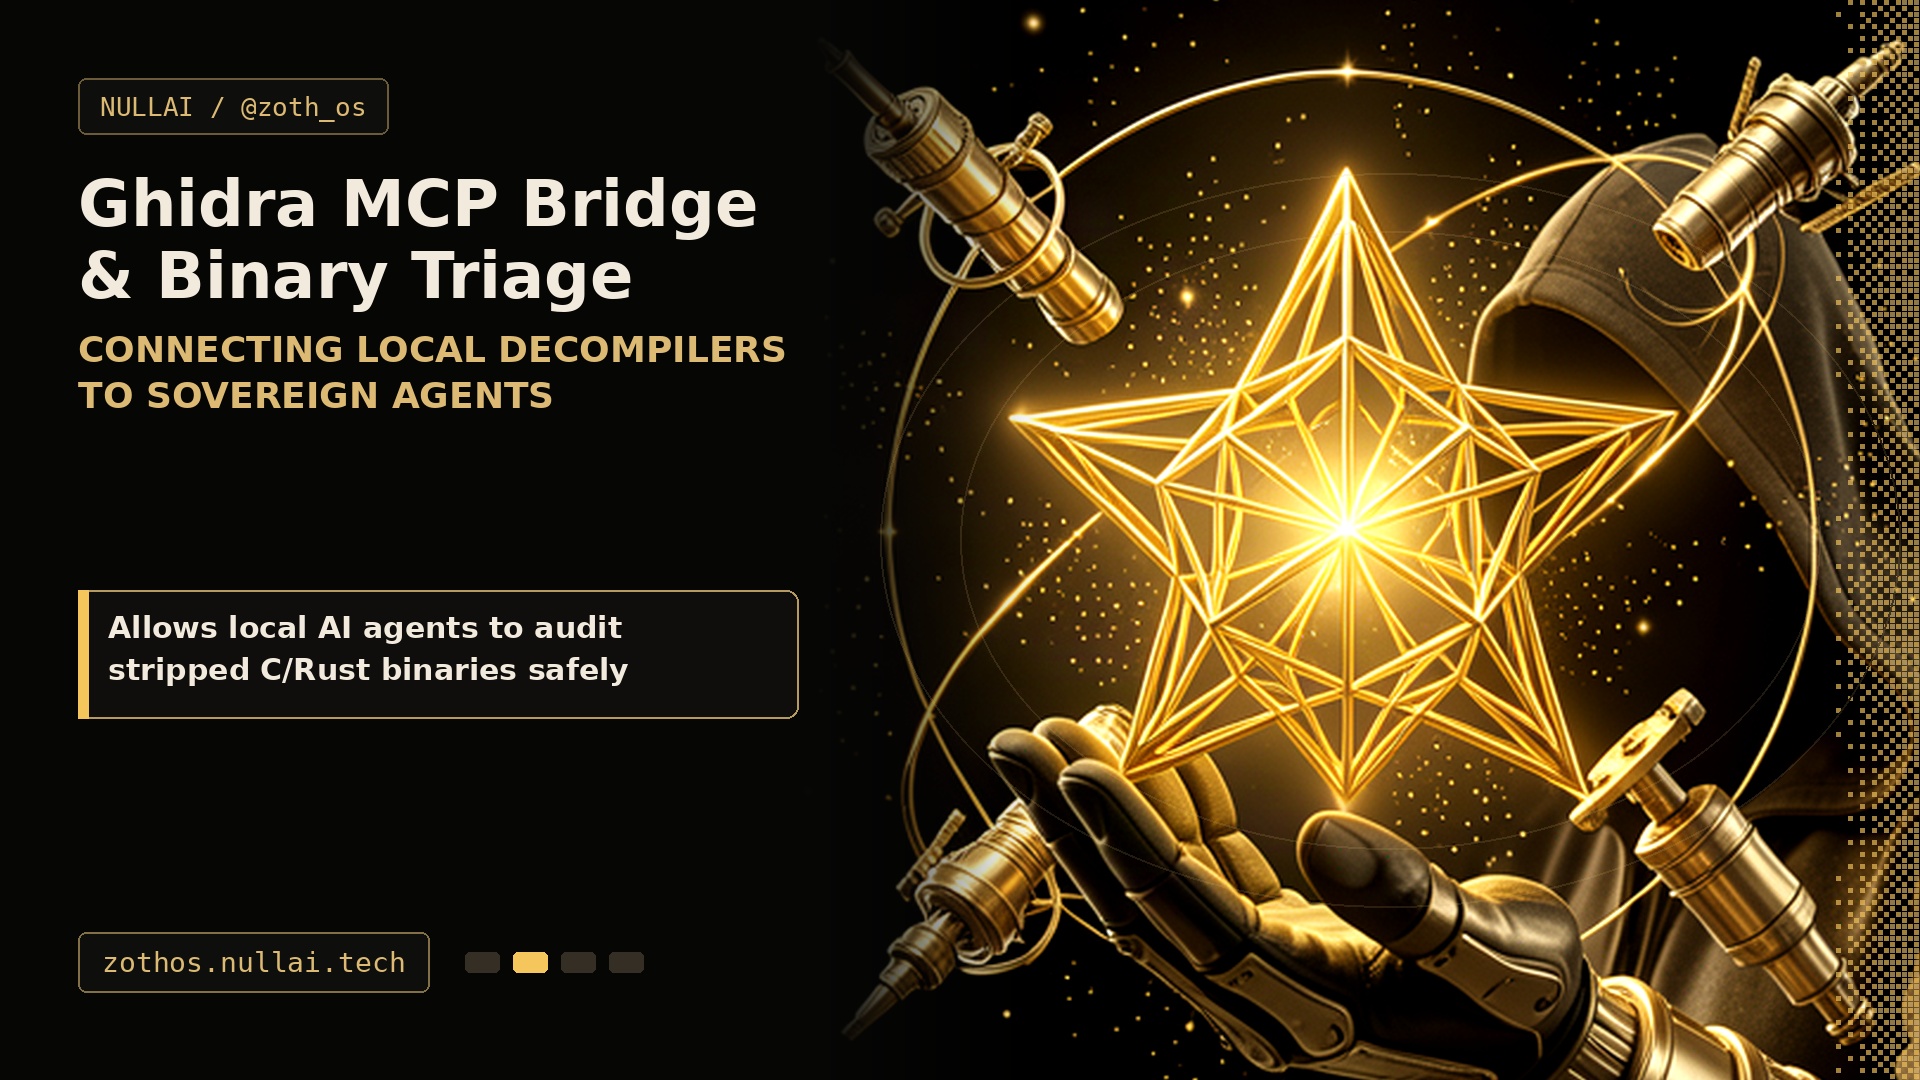 NULLAI / @zoth_os
Ghidra MCP Bridge
& Binary Triage
CONNECTING LOCAL DECOMPILERS
TO SOVEREIGN AGENTS
Allows local AI agents to audit
stripped C/Rust binaries safely
zothos.nullai.tech